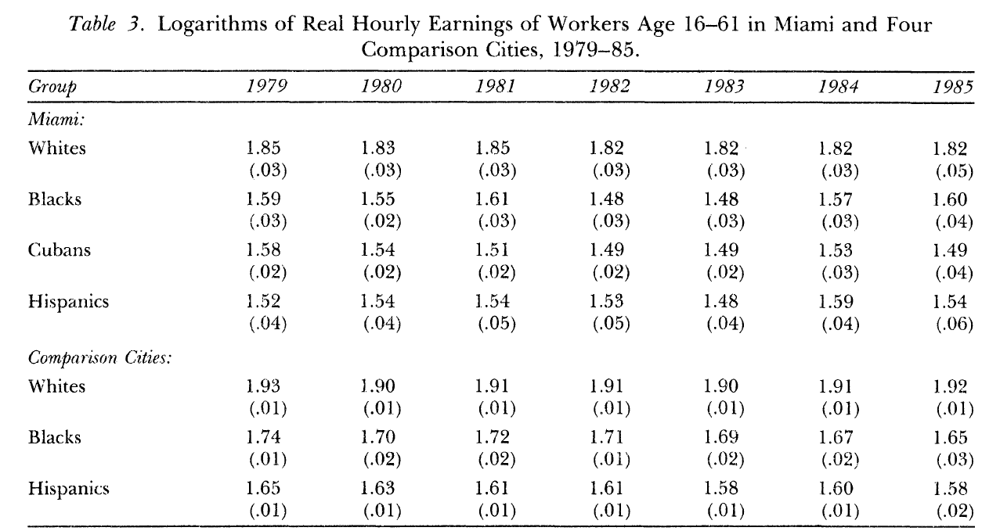 Table 3. Logarithms of Real Hourly Earnings of Workers Age 16–61 in Miami and Four
Comparison Cities, 1979–85.
Group 1979 1980 1981 1982 1983 1984 1985
Miami:
Whites 1.85 1.83 1.85 1.82 1.82 1.82 1.82
(.03) (.03) (.03) (.03) (.03) (.03) (.05)
Blacks 1.59 1.55 1.61 1.48 1.48 1.57 1.60
(.03) (.02) (.03) (.03) (.03) (.03) (.04)
Cubans 1.58 1.54 1.51 1.49 1.49 1.53 1.49
(.02) (.02) (.02) (.02) (.02) (.03) (.04)
Hispanics 1.52 1.54 1.54 1.53 1.48 1.59 1.54
(.04) (.04) (.05) (.05) (.04) (.04) (.06)
Comparison Cities:
Whites 1.93 1.90 1.91 1.91 1.90 1.91 1.92
(.01) (.01) (.01) (.01) (.01) (.01) (.01)
Blacks 1.74 1.70 1.72 1.71 1.69 1.67 1.65
(.01) (.02) (.02) (.01) (.02) (.02) (.03)
Hispanics 1.65 1.63 1.61 1.61 1.58 1.60 1.58
(.01) (.01) (.01) (.01) (.01) (.01) (.02)